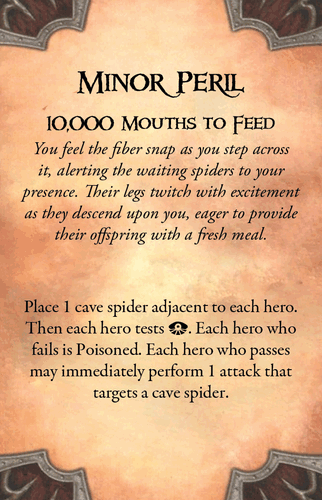 Minor Peril
10,000 Mouths to Feed
You feel the fiber snap as you step across
it, alerting the waiting spiders to your
presence. Their legs twitch with excitement
as they descend upon you, eager to provide
their offspring with a fresh meal.
Place 1 cave spider adjacent to each hero.
Then each hero tests . Each hero who
fails is Poisoned. Each hero who passes
may immediately perform 1 attack that
targets a cave spider.